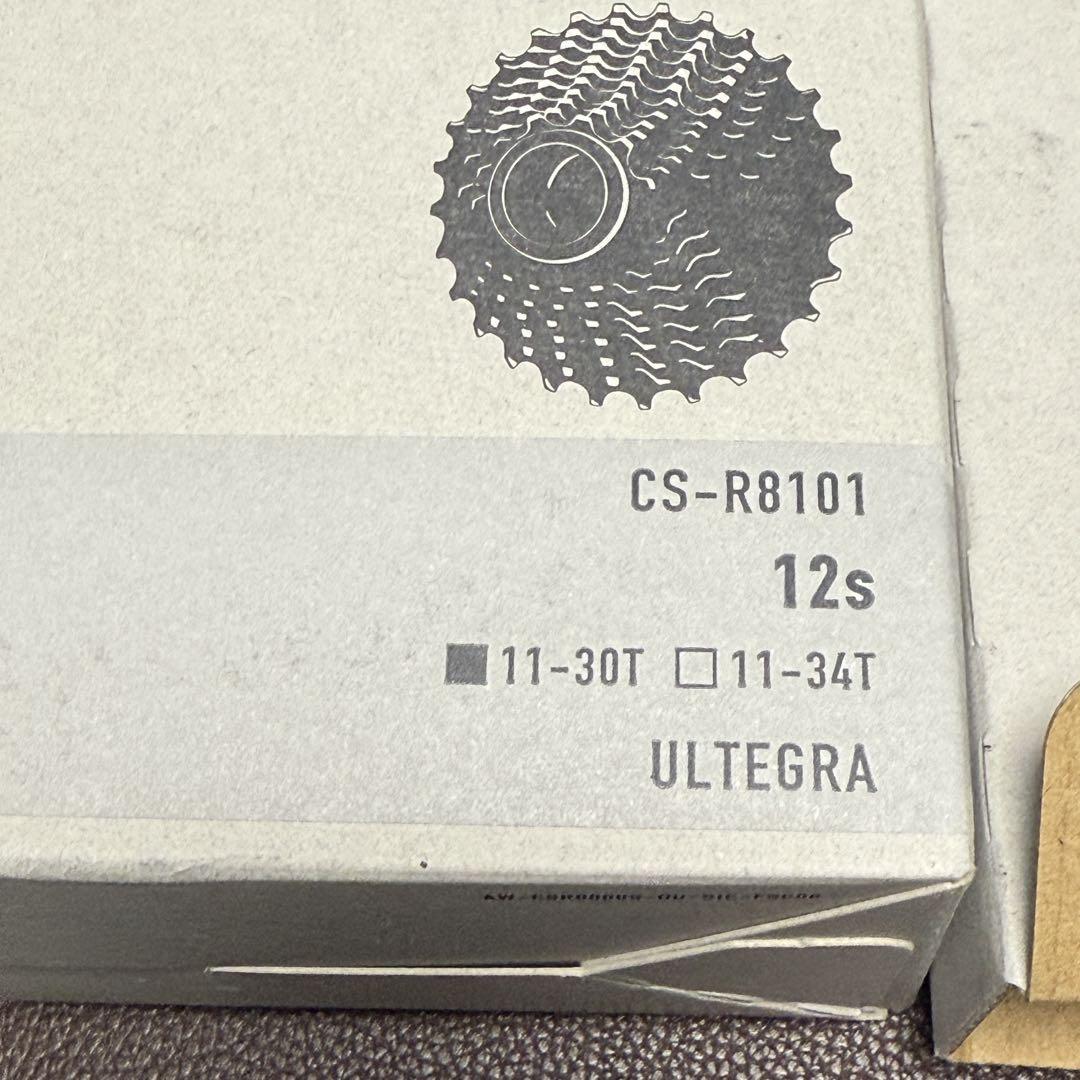 CS-R8101
12s
■11-30T □11-34T
ULTEGRA